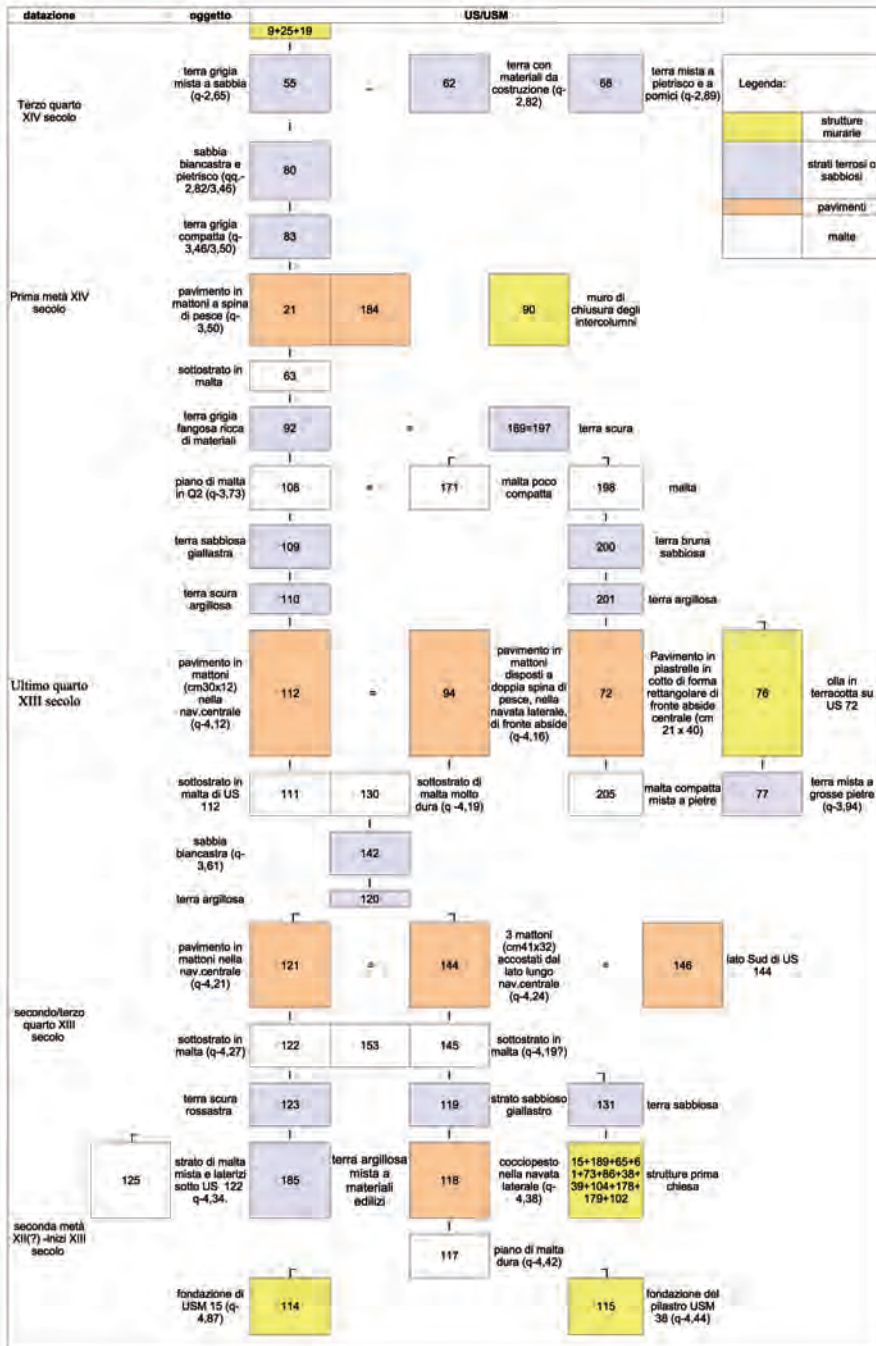 datazione oggetto US/USM
9+25+19
Terzo quarto
XIV secolo
terra grigia
mista a sabbia
(q-2,65)
55
=
62
terra con
materiali da
costruzione (q-
2,82)
68
terra mista a
pietrisco e a
pomici (q-2,89)
Legenda:
strutture
murarie
strati terrosi o
sabbiosi
pavimenti
malte
sabbia
biancastra e
pietrisco (qq.-
2,82/3,46)
80
terra grigia
compatta (q-
3,46/3,50)
83
Prima metà XIV
secolo
pavimento in
mattoni a spina
di pesce (q-
3,50)
21
184
90
muro di
chiusura degli
intercolumni
sottostrato in
malta
63
terra grigia
fangosa ricca
di materiali
92
=
189=197
terra scura
piano di malta
in Q2 (q-3,73)
108
=
171
malta poco
compatta
198
malta
terra sabbiosa
giallastra
109
200
terra bruna
sabbiosa
terra scura
argillosa
110
201
terra argillosa
Ultimo quarto
XIII secolo
pavimento in
mattoni
(cm30x12)
nella
nav.centrale
(q-4,12)
112
=
94
pavimento in
mattoni
disposti a
doppia spina di
pesce, nella
navata laterale,
di fronte abside
(q-4,16)
72
Pavimento in
piastrelle in
cotto di forma
rettangolare di
fronte abside
centrale (cm
21 x 40)
76
olla in
terracotta su
US 72
sottostrato in
malta di US
112
111
130
sottostrato di
malta molto
dura (q -4,19)
205
malta compatta
mista a pietre
77
terra mista a
grosse pietre
(q-3,94)
sabbia
biancastra (q-
3,61)
142
terra argillosa
120
pavimento in
mattoni nella
nav.centrale
(q-4,21)
121
=
144
3 mattoni
(cm41x32)
accostati dal
lato lungo
nav.centrale
(q-4,24)
=
146
lato Sud di US
144
secondo/terzo
quarto XIII
secolo
sottostrato in
malta (q-4,27)
122
153
145
sottostrato in
malta (q-4,19?)
terra scura
rossastra
123
119
strato sabbioso
giallastro
131
terra sabbiosa
125
strato di malta
mista e laterizi
sotto US 122
q-4,34.
185
terra argillosa
mista a
materiali
edilizi
118
cocciopesto
nella navata
laterale (q-
4,38)
15+189+65+6
1+73+86+38+
39+104+178+
179+102
strutture prima
chiesa
seconda metà
XII(?) -inizi XIII
secolo
117
piano di malta
dura (q-4,42)
fondazione di
USM 15 (q-
4,87)
114
115
fondazione del
pilastro USM
38 (q-4,44)